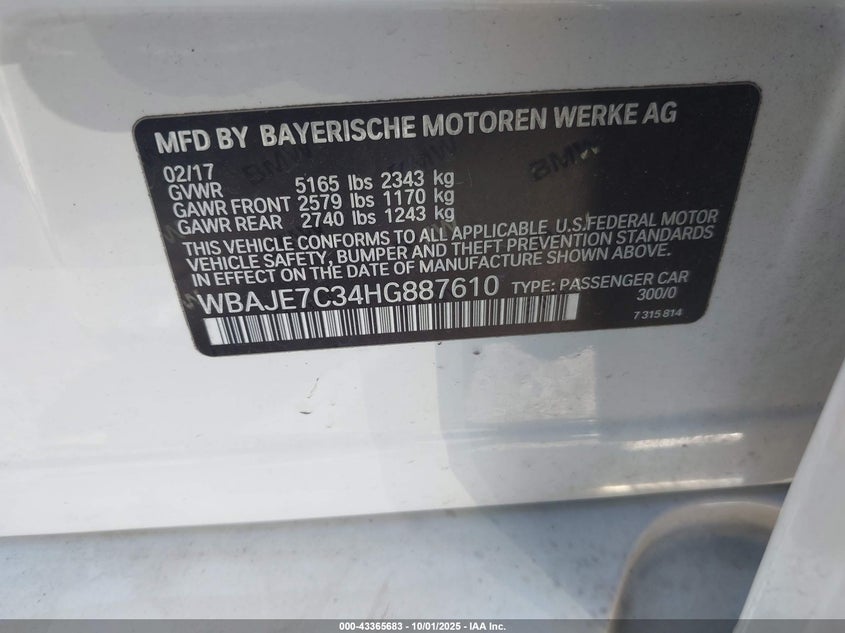 MFD BY BAYERISCHE MOTOREN WERKE AG
02/17
GVWR 5165 lbs 2343 kg
GAWR FRONT 2579 lbs 1170 kg
GAWR REAR 2740 lbs 1243 kg
THIS VEHICLE CONFORMS TO ALL APPLICABLE U.S.FEDERAL MOTOR
VEHICLE SAFETY, BUMPER AND THEFT PREVENTION STANDARDS
IN EFFECT ON THE DATE OF MANUFACTURE SHOWN ABOVE.
WBAJE7C34HG887610 TYPE: PASSENGER CAR
300/0
7 315 814
BMW
BMW
BMW
000-43365683 - 10/01/2025 - IAA Inc.